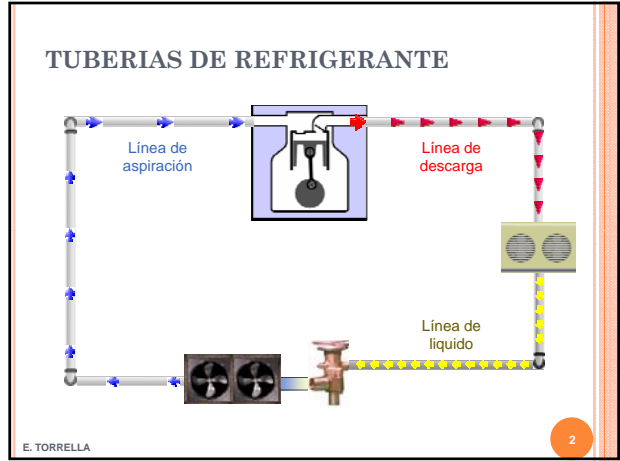 TUBERIAS DE REFRIGERANTE
Línea de
aspiración
Línea de
descarga
Línea de
liquido
E. TORRELLA
2